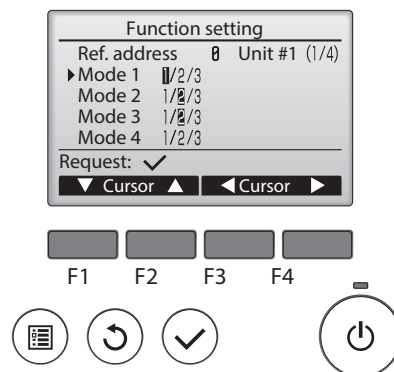 Function setting
Ref. address 0 Unit #1 (1/4)
Mode 1 1/2/3
Mode 2 1/2/3
Mode 3 1/2/3
Mode 4 1/2/3
Request: ✓
▼ Cursor ▲ ◀ Cursor ▶
F1 F2 F3 F4